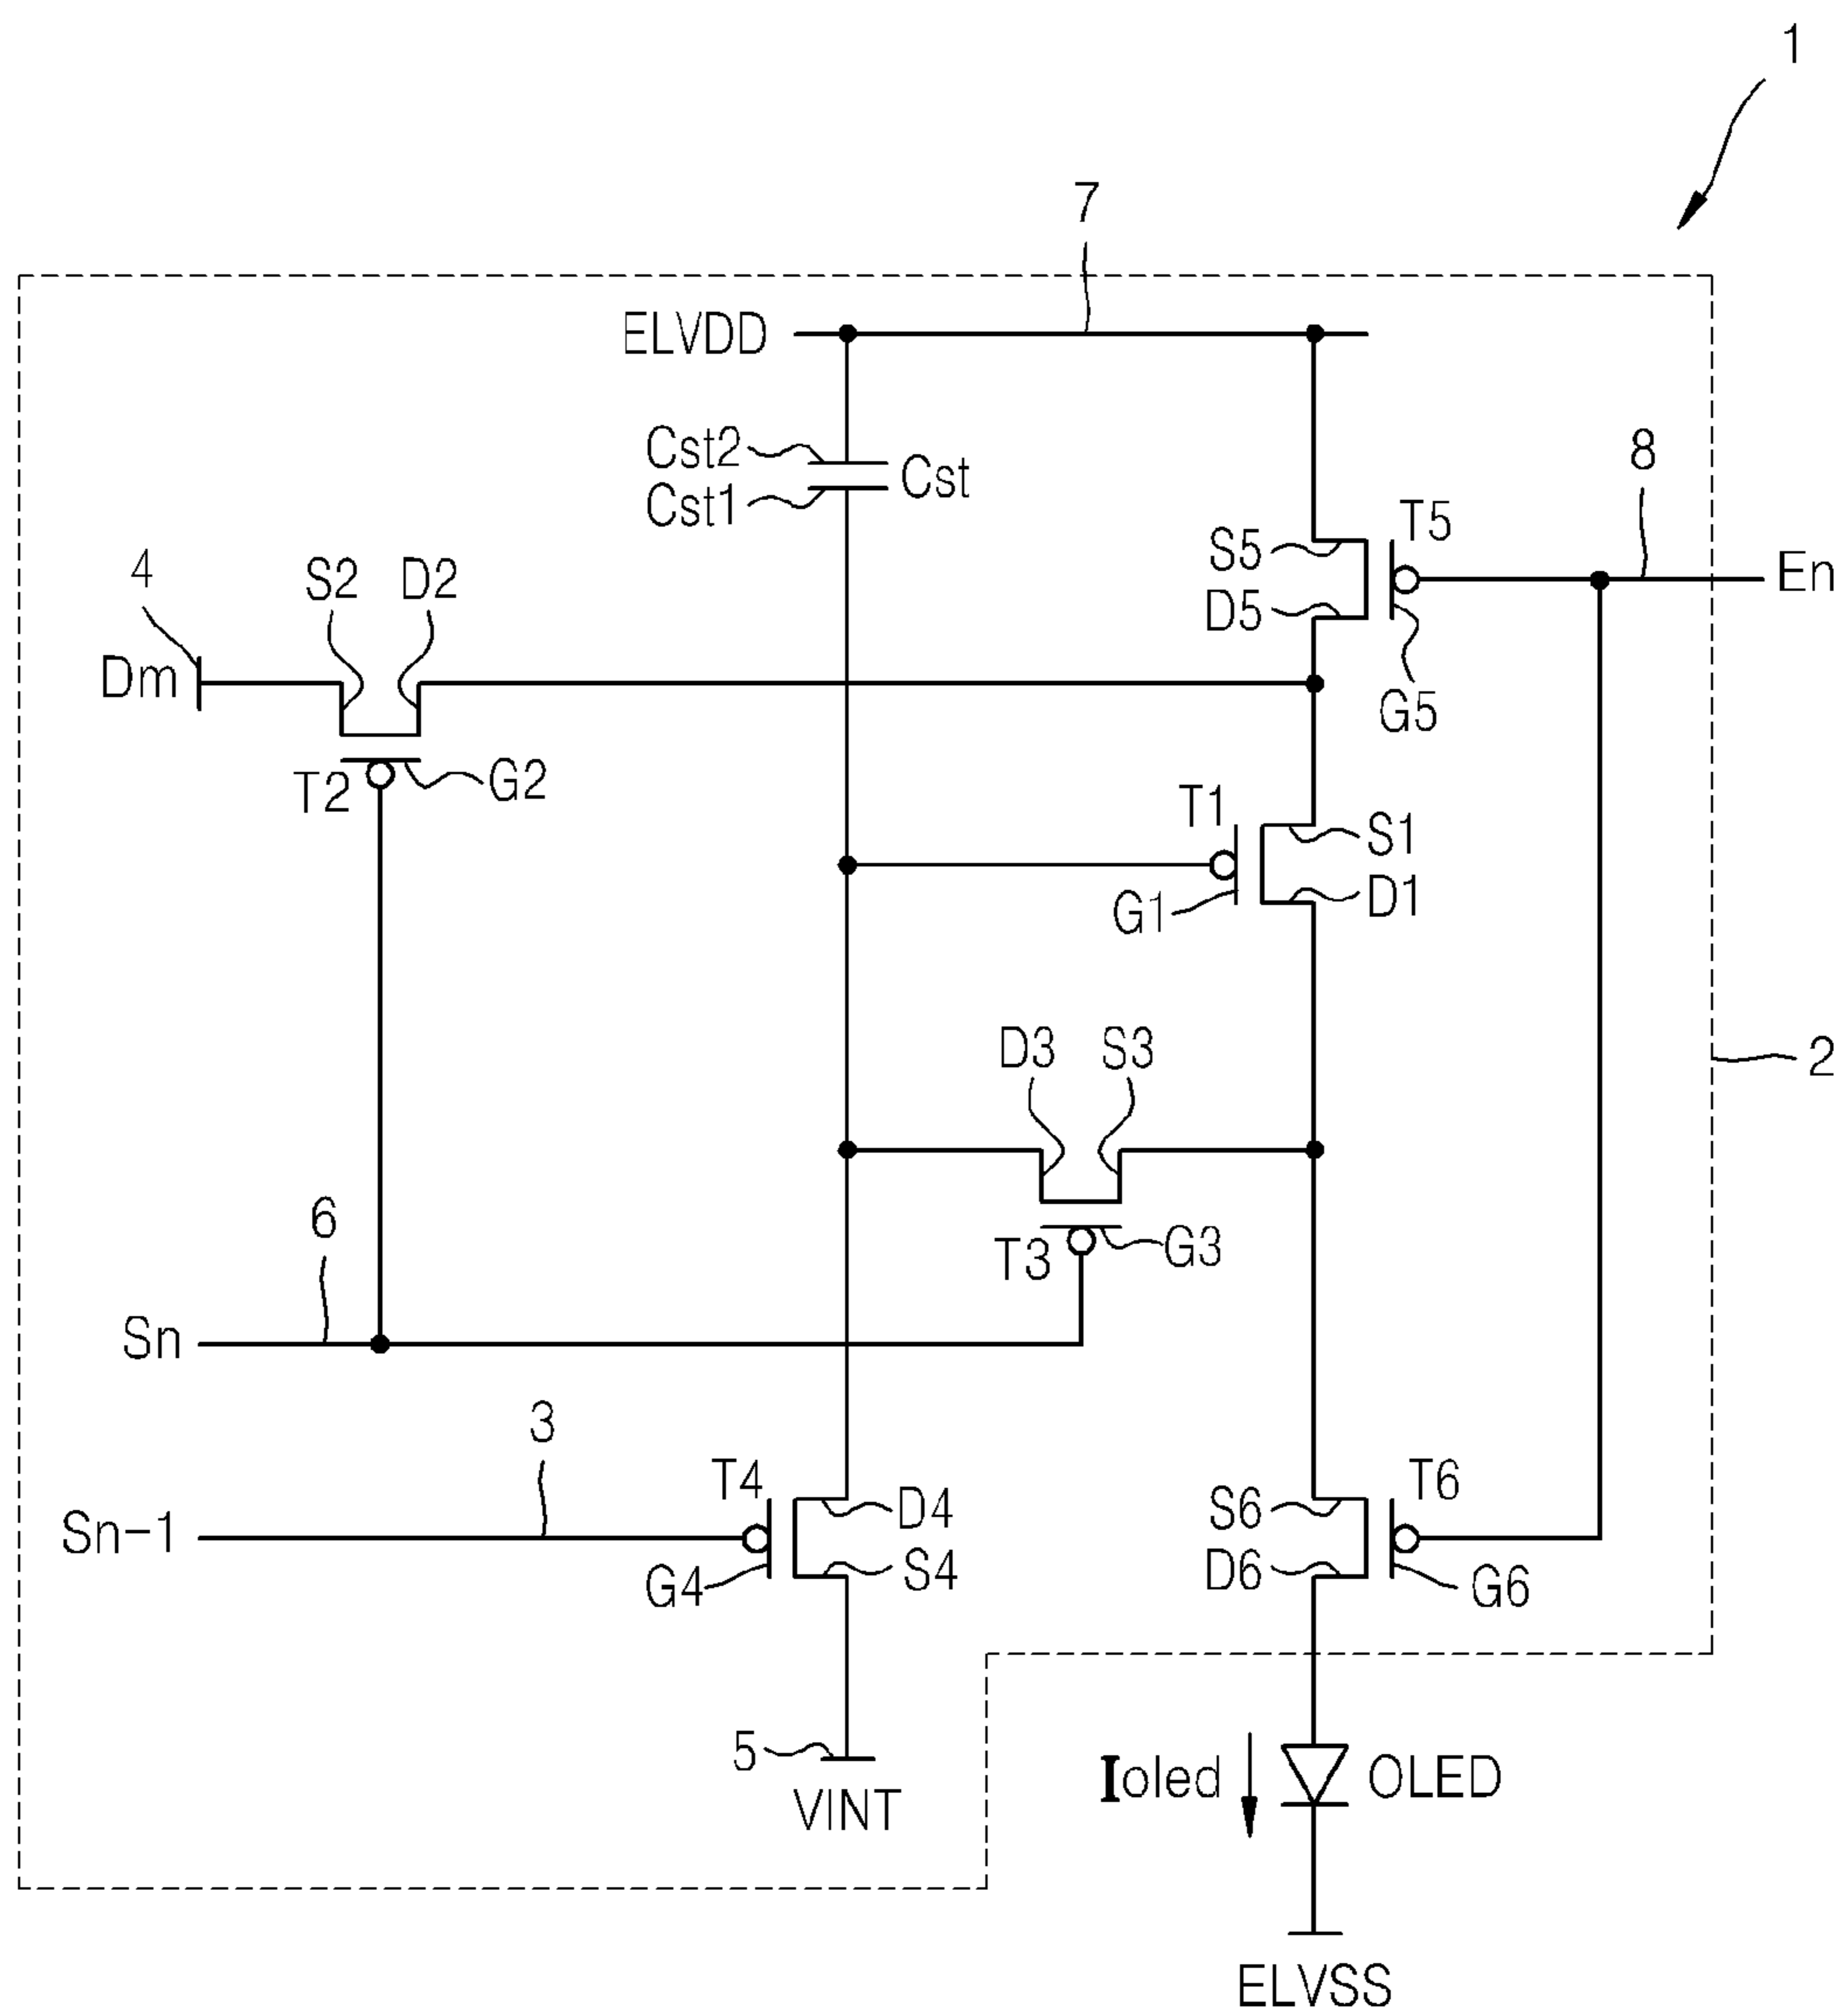 1
7
ELVDD
Cst2
Cst
Cst1
8
T5
S5
En
D5
G5
4
S2
D2
Dm
T2
G2
T1
S1
D1
G1
D3
S3
2
6
T3
G3
Sn
3
T4
D4
S6
T6
Sn-1
G4
S4
D6
G6
5
VINT
Ioled
OLED
ELVSS